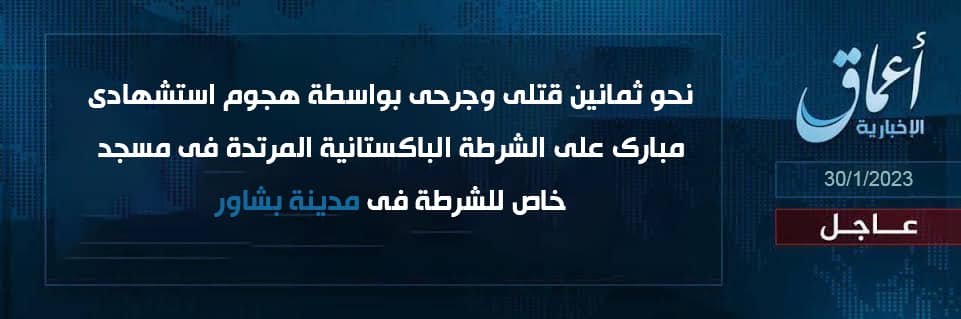 نحو ثمانين قتلى وجرحى بواسطة هجوم استشهادى
مبارك على الشرطة الباكستانية المرتدة فى مسجد
خاص للشرطة فى مدينة بشاور
أعماق
الإخبارية
30/1/2023
عـــاجـــل